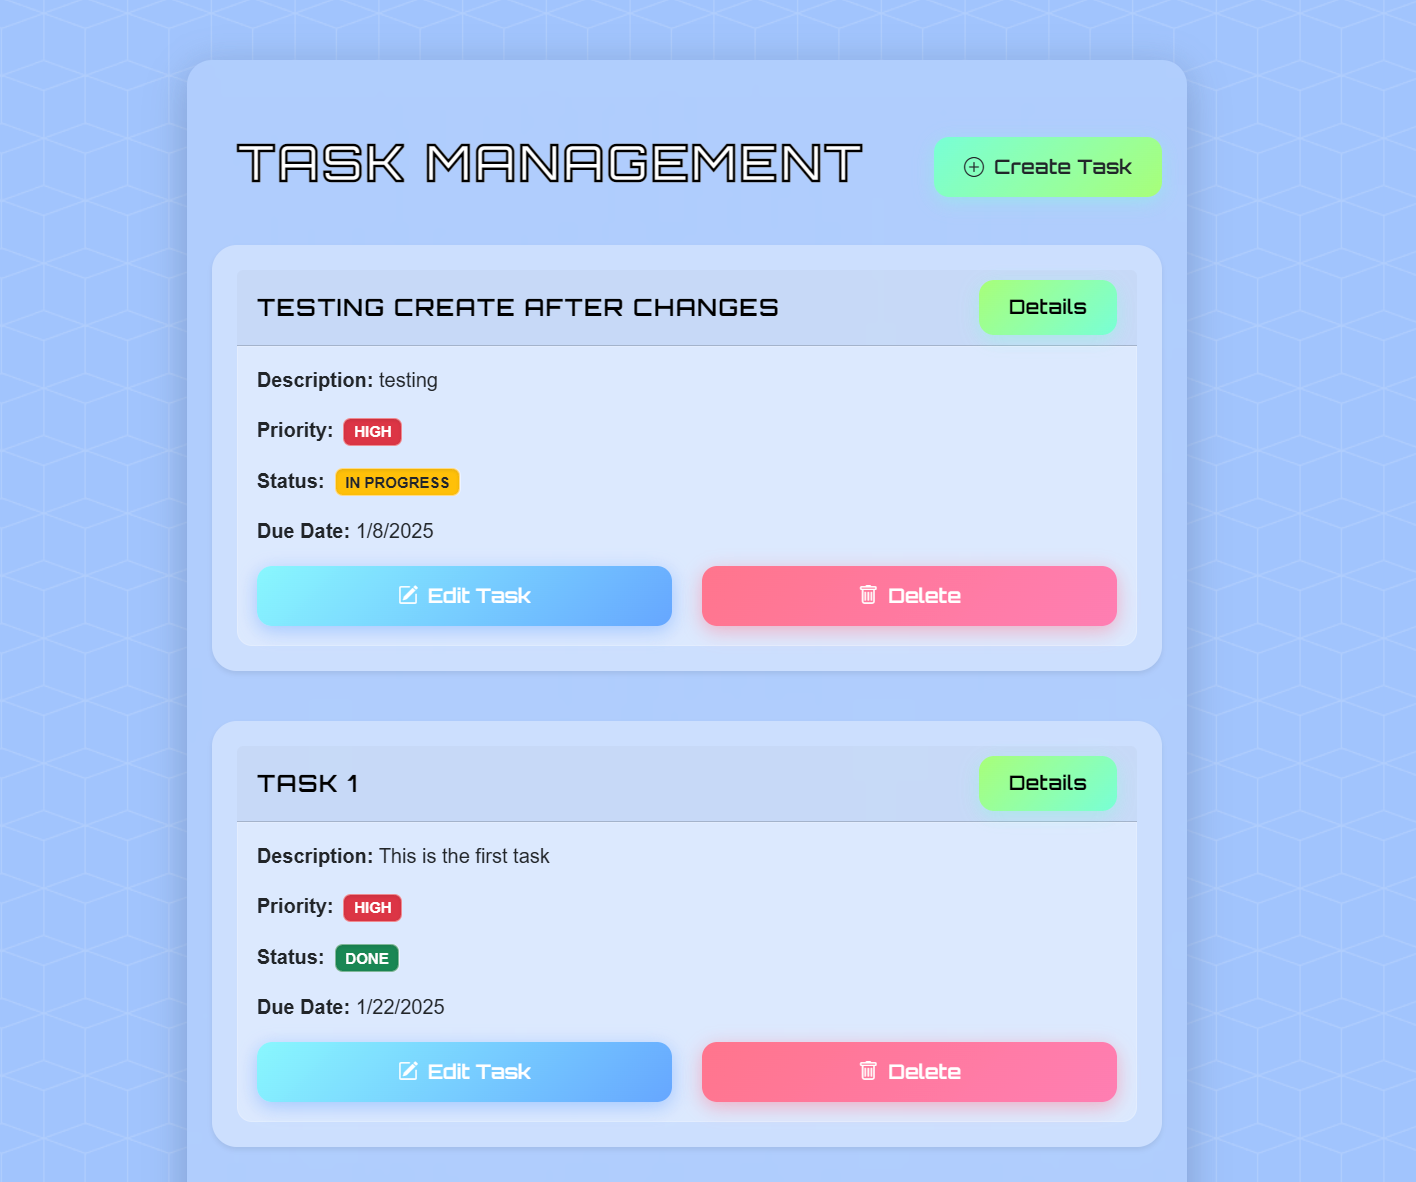 TASK MANAGEMENT
Create Task
TESTING CREATE AFTER CHANGES
Details
Description: testing
Priority: HIGH
Status: IN PROGRESS
Due Date: 1/8/2025
Edit Task
Delete
TASK 1
Details
Description: This is the first task
Priority: HIGH
Status: DONE
Due Date: 1/22/2025
Edit Task
Delete